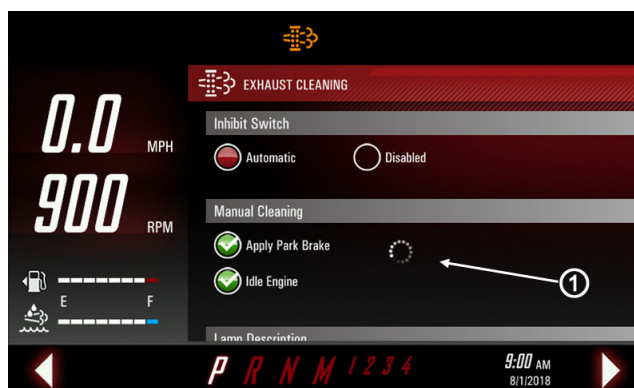 EXHAUST CLEANING
Inhibit Switch
0.0 MPH
Automatic Disabled
900 RPM
Manual Cleaning
Apply Park Brake
Idle Engine
1
E F
Lamp Description
P R N M 1 2 3 4
9:00 AM
8/1/2018